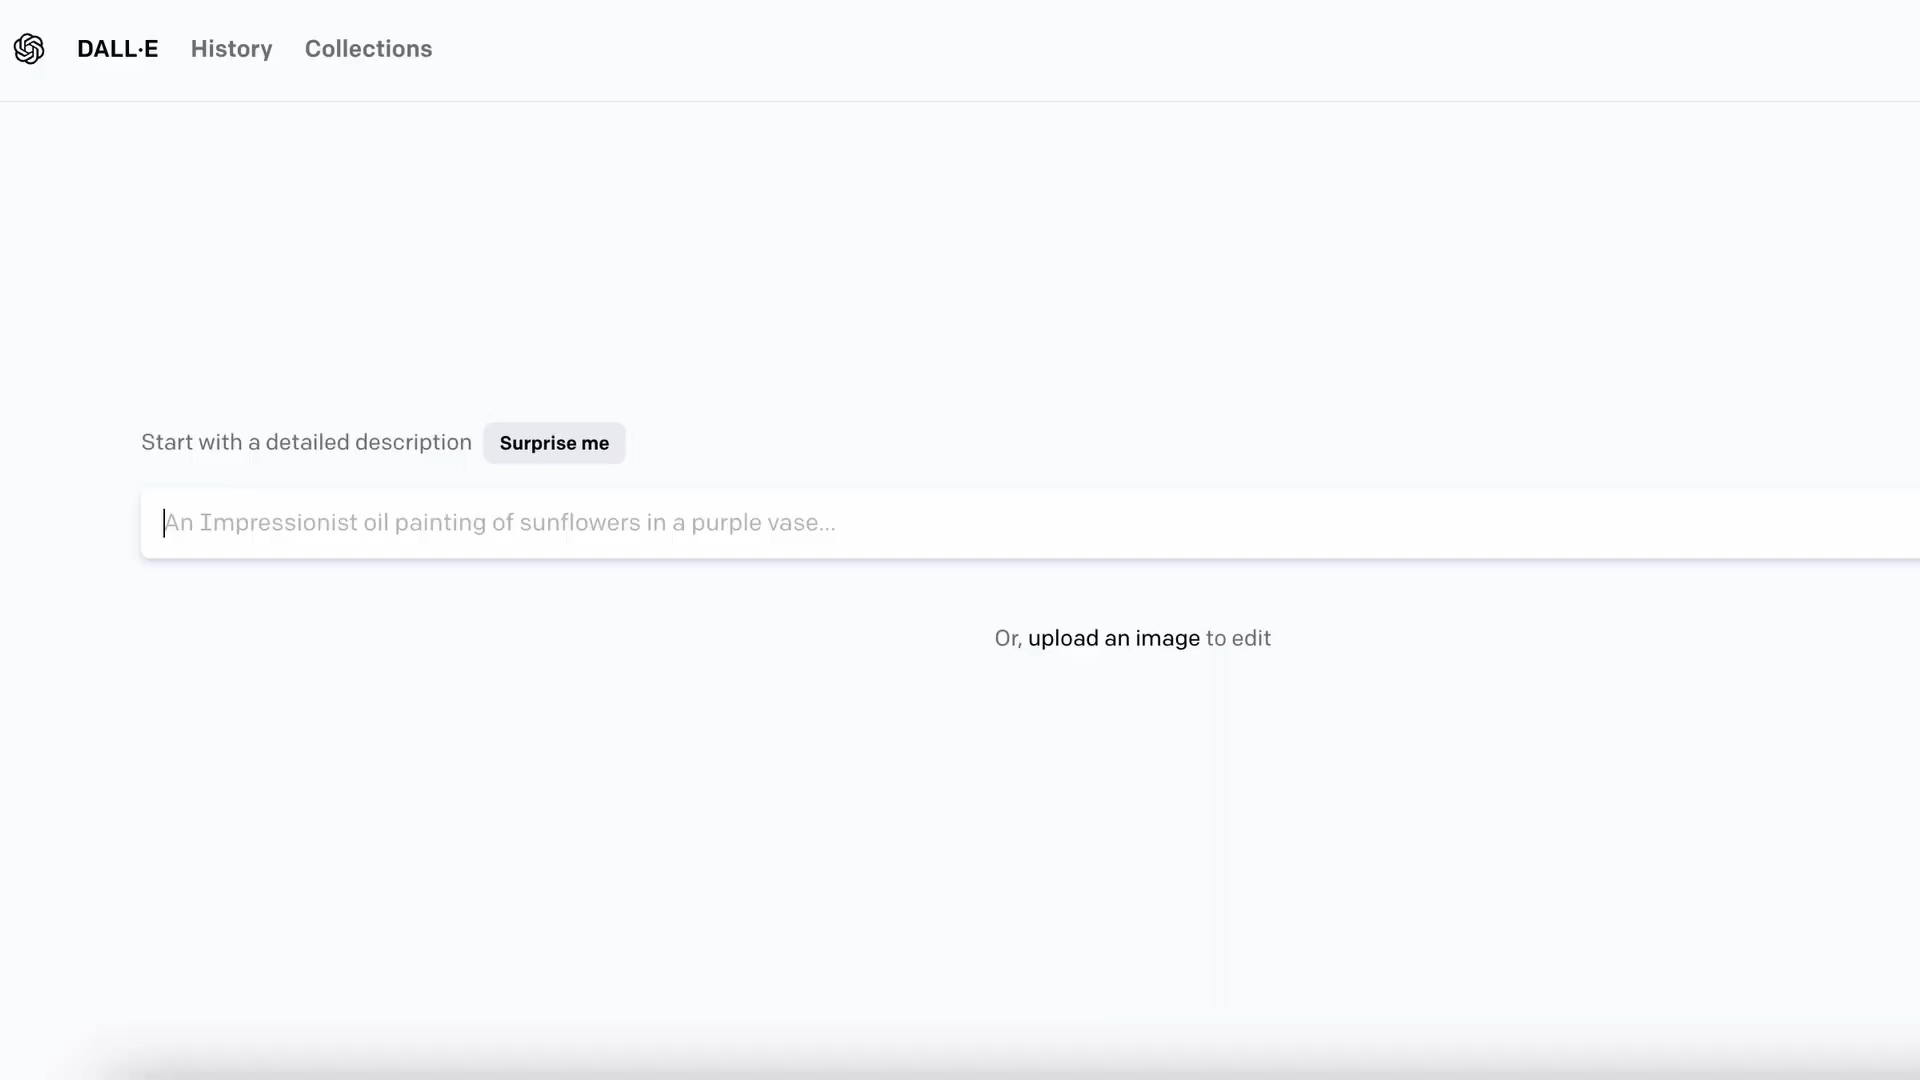 DALL·E History Collections
Start with a detailed description Surprise me
An Impressionist oil painting of sunflowers in a purple vase...
Or, upload an image to edit